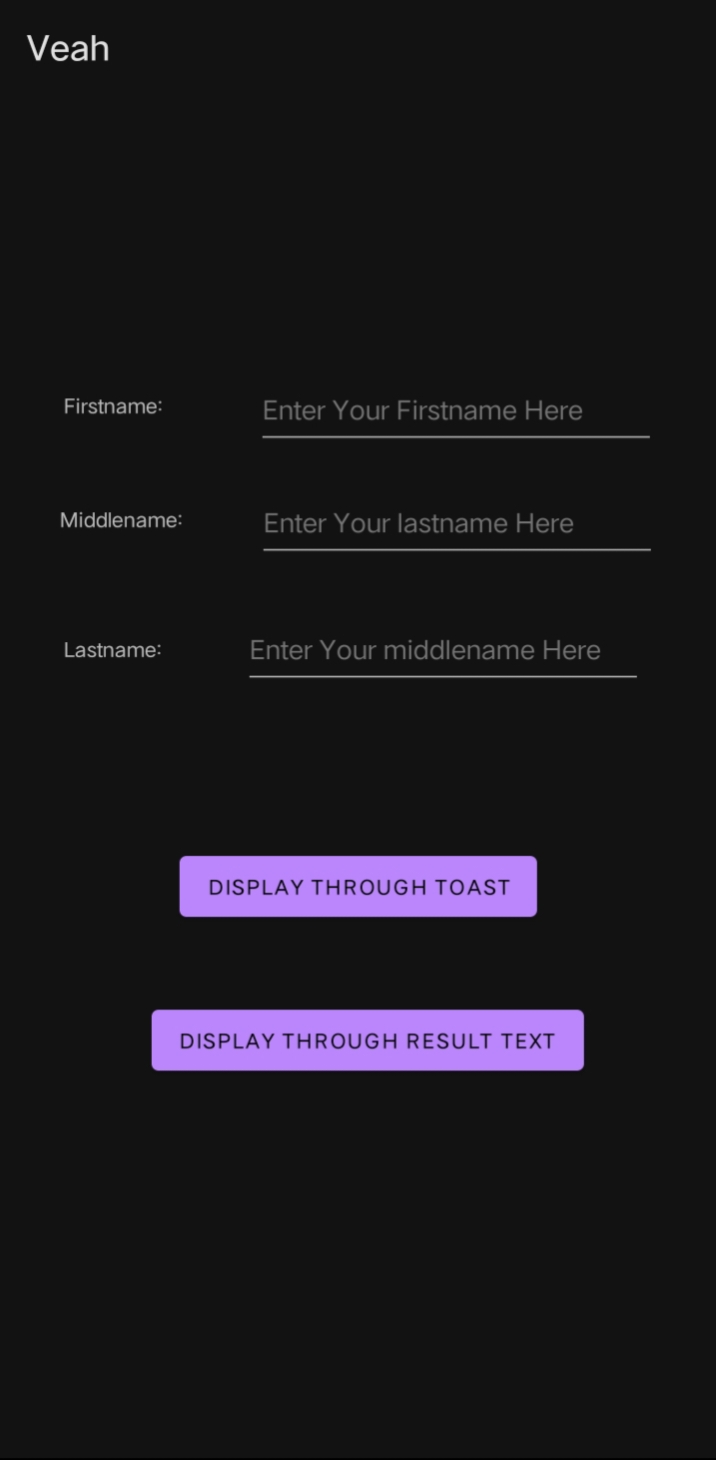 Veah
Firstname: Enter Your Firstname Here
Middlename: Enter Your lastname Here
Lastname: Enter Your middlename Here
DISPLAY THROUGH TOAST
DISPLAY THROUGH RESULT TEXT